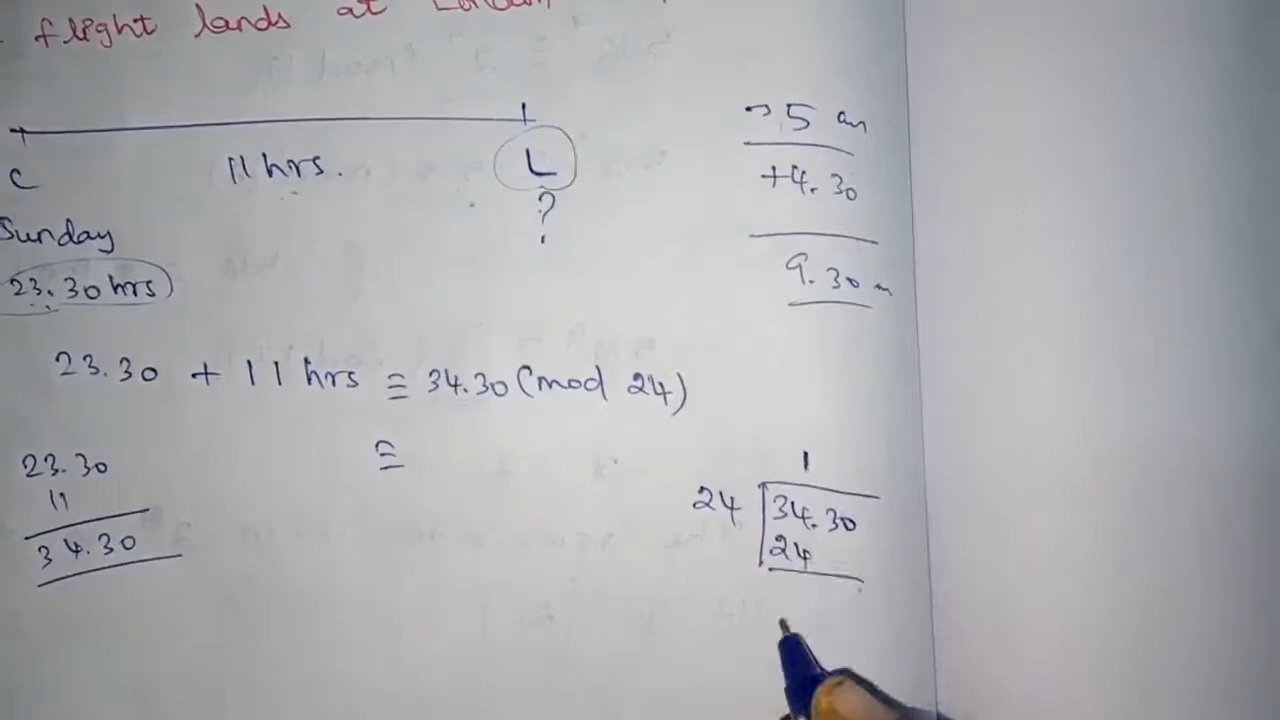 flight lands at London
11 hrs.
C
L
?
Sunday
23.30 hrs
5 am
+4.30
9.30
23.30 + 11 hrs ≡ 34.30 (mod 24)
≡
23.30
11
34.30
1
24 34.30
24